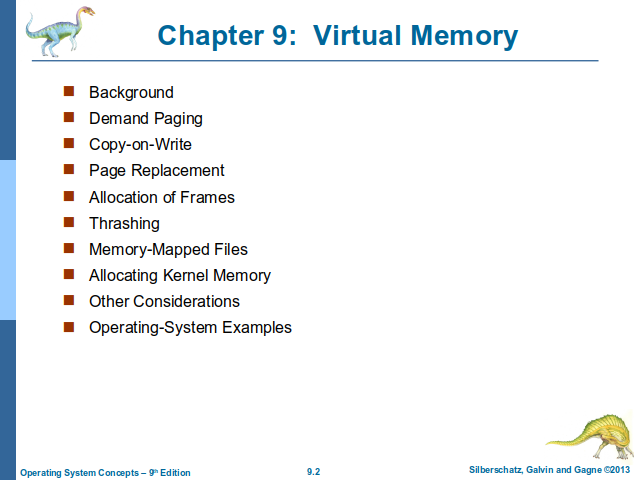 Chapter 9: Virtual Memory
Background
Demand Paging
Copy-on-Write
Page Replacement
Allocation of Frames
Thrashing
Memory-Mapped Files
Allocating Kernel Memory
Other Considerations
Operating-System Examples
Operating System Concepts – 9th Edition
9.2
Silberschatz, Galvin and Gagne ©2013